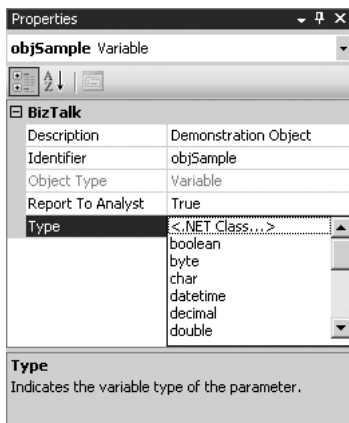 Properties
objSample Variable
BizTalk
Description Demonstration Object
Identifier objSample
Object Type Variable
Report To Analyst True
Type <.NET Class...>
boolean
byte
char
datetime
decimal
double
Type
Indicates the variable type of the parameter.